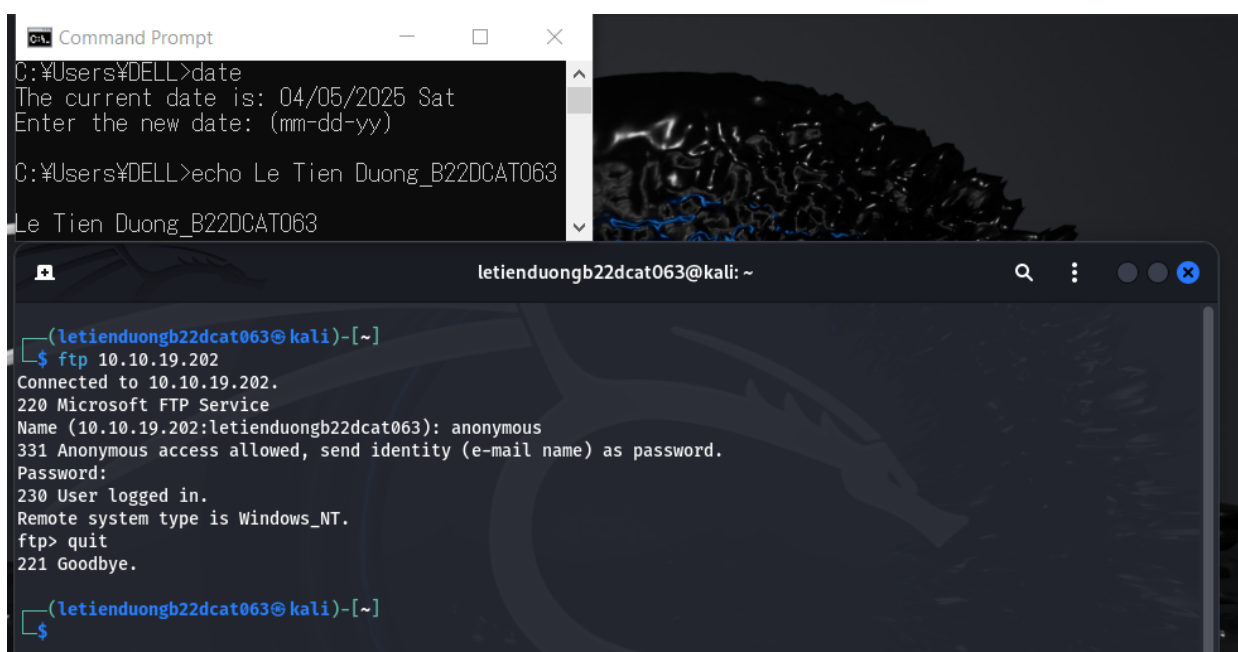 Command Prompt
C:¥Users¥DELL>date
The current date is: 04/05/2025 Sat
Enter the new date: (mm-dd-yy)
C:¥Users¥DELL>echo Le Tien Duong_B22DCAT063
Le Tien Duong_B22DCAT063
letienduongb22dcat063@kali: ~
┌──(letienduongb22dcat063㉿kali)-[~]
└─$ ftp 10.10.19.202
Connected to 10.10.19.202.
220 Microsoft FTP Service
Name (10.10.19.202:letienduongb22dcat063): anonymous
331 Anonymous access allowed, send identity (e-mail name) as password.
Password:
230 User logged in.
Remote system type is Windows_NT.
ftp> quit
221 Goodbye.
┌──(letienduongb22dcat063㉿kali)-[~]
└─$